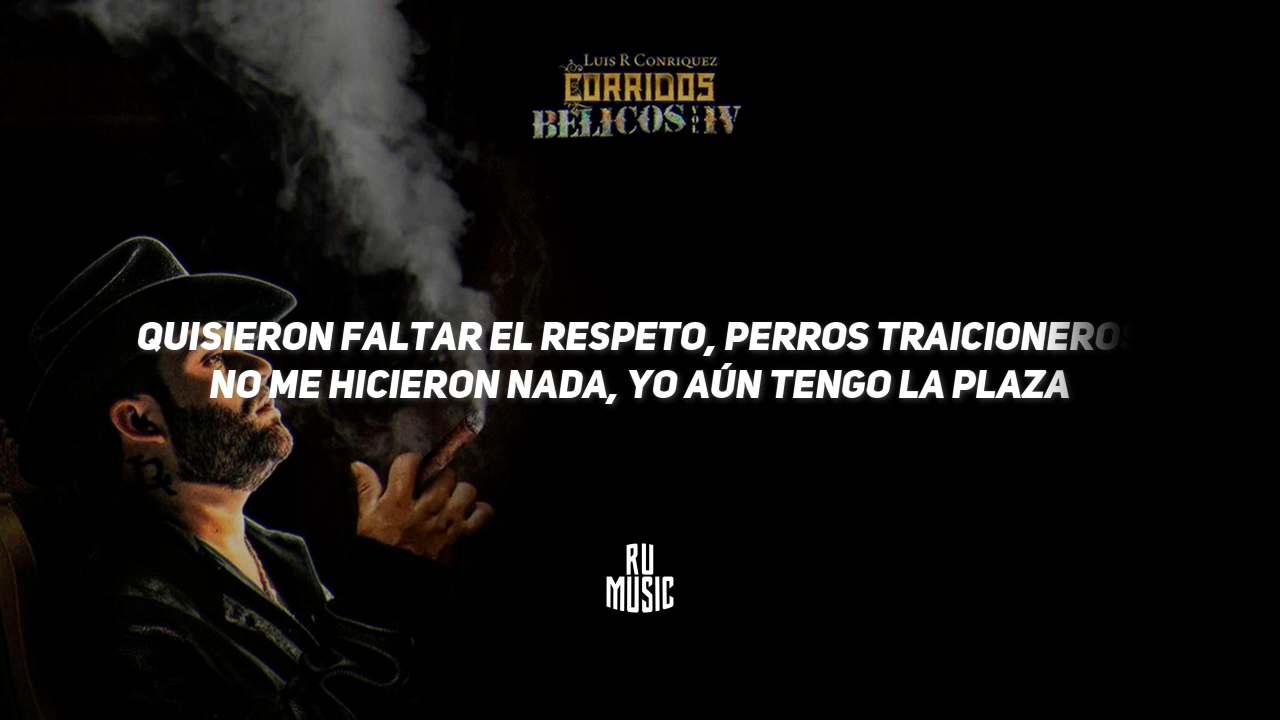 LUIS R CONRIQUEZ
CORRIDOS
BÉLICOS VOL IV
QUISIERON FALTAR EL RESPETO, PERROS TRAICIONEROS
NO ME HICIERON NADA, YO AÚN TENGO LA PLAZA
RU
MUSIC